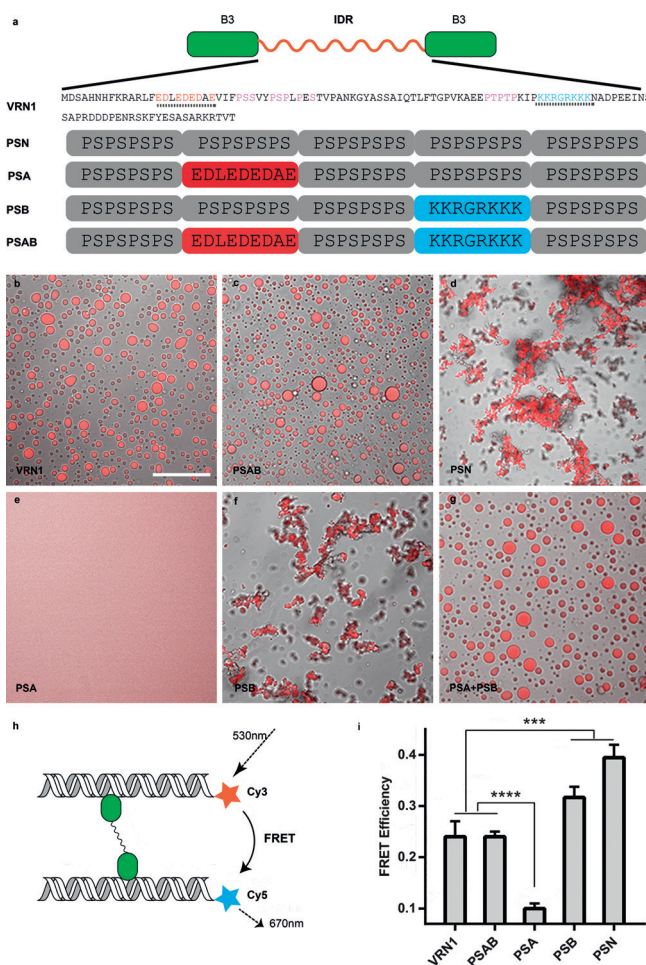 a
B3 IDR B3
VRN1 MDSAHNHFKRARLFEDLEDEDAEVIFPSSVYPSPLPESTVPANKGYASSAIQTLFTGPVKAEEPTPTPKIPKKRGRKKKNADPEEINS
SAPRDDDPENRSKFYESASARKRTVT
PSN PSPSPSPS PSPSPSPS PSPSPSPS PSPSPSPS PSPSPSPS
PSA PSPSPSPS EDLEDEDAE PSPSPSPS PSPSPSPS PSPSPSPS
PSB PSPSPSPS PSPSPSPS PSPSPSPS KKRGRKKK PSPSPSPS
PSAB PSPSPSPS EDLEDEDAE PSPSPSPS KKRGRKKK PSPSPSPS
b
VRN1
c
PSAB
d
PSN
e
PSA
f
PSB
g
PSA+PSB
h
530nm
Cy3
FRET
Cy5
670nm
i
FRET Efficiency
0.4
0.3
0.2
0.1
***
****
VRN1 PSAB PSA PSB PSN